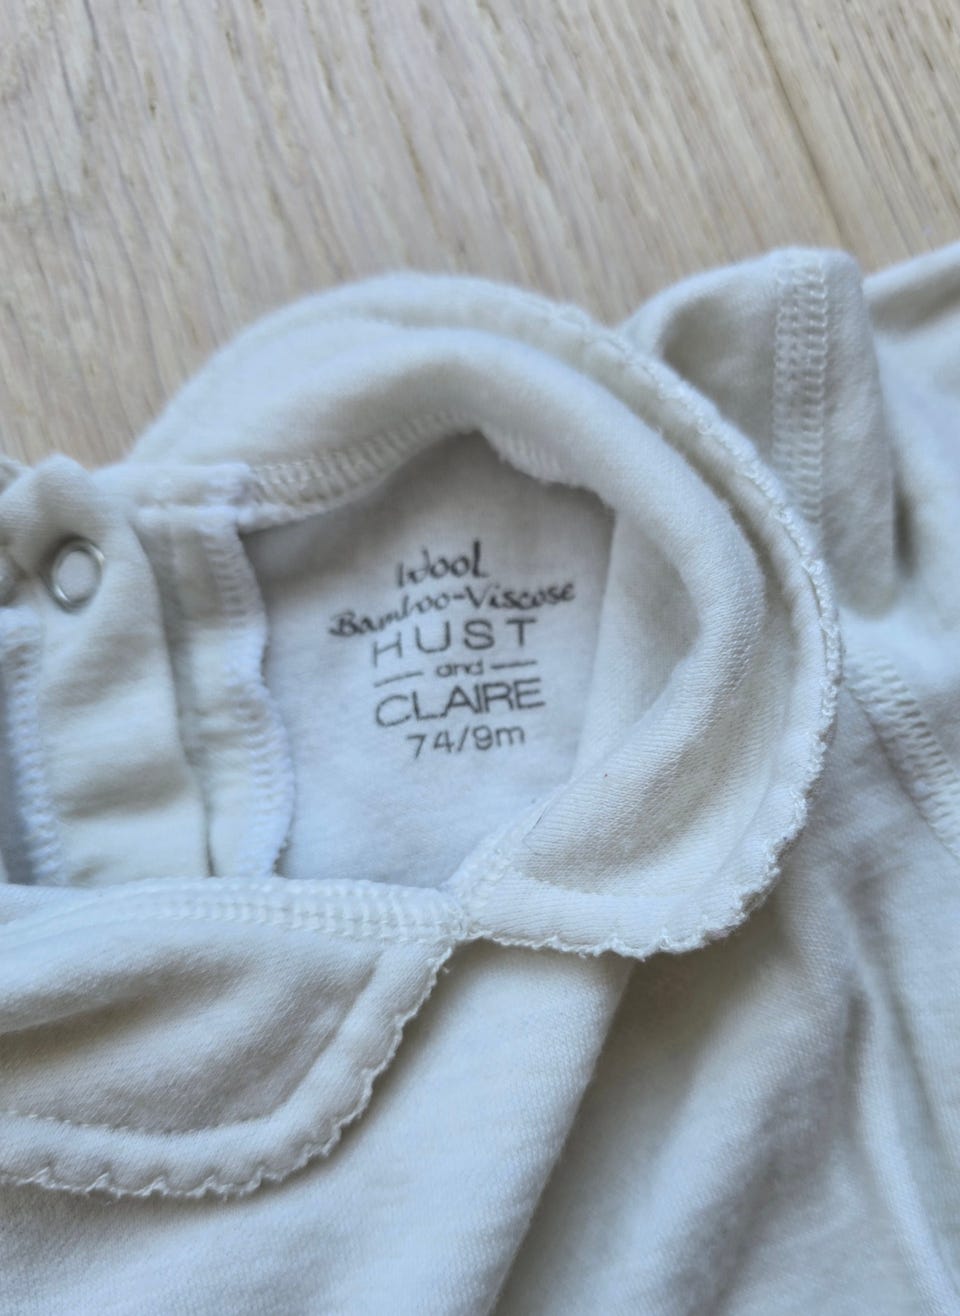 Wool
Bamboo-Viscose
HUST
and
CLAIRE
74/9m